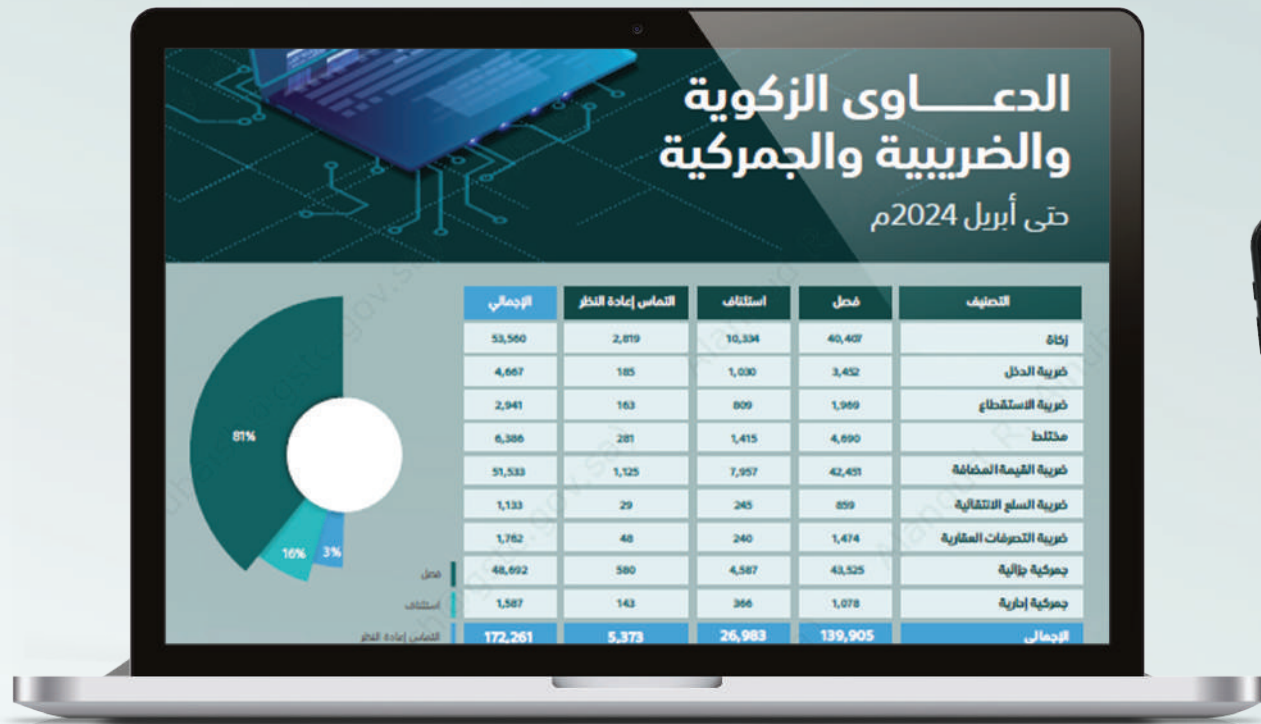 الدعـــــاوى الزكوية
والضريبية والجمركية
حتى أبريل 2024م
التصنيف فصل استئناف التماس إعادة النظر الإجمالي
زكاة 40,407 10,334 2,819 53,560
ضريبة الدخل 3,452 1,030 185 4,667
ضريبة الاستقطاع 1,969 809 163 2,941
مختلط 4,690 1,415 281 6,386
ضريبة القيمة المضافة 42,451 7,957 1,125 51,533
ضريبة السلع الانتقائية 859 245 29 1,133
ضريبة التصرفات العقارية 1,474 240 48 1,762
جمركية جزائية 43,525 4,587 580 48,692
جمركية إدارية 1,078 366 143 1,587
الإجمالي 139,905 26,983 5,373 172,261
81%
16%
3%
فصل
استئناف
التماس إعادة النظر